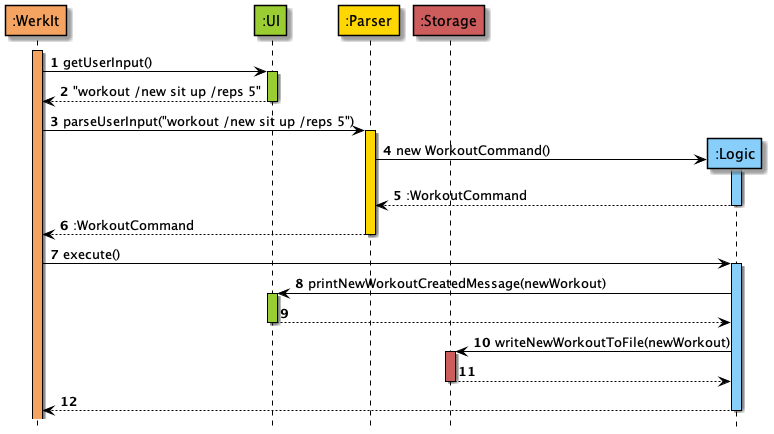 :WerkIt :UI :Parser :Storage
1 getUserInput()
2 "workout /new sit up /reps 5"
3 parseUserInput("workout /new sit up /reps 5")
4 new WorkoutCommand()
:Logic
5 :WorkoutCommand
6 :WorkoutCommand
7 execute()
8 printNewWorkoutCreatedMessage(newWorkout)
9
10 writeNewWorkoutToFile(newWorkout)
11
12